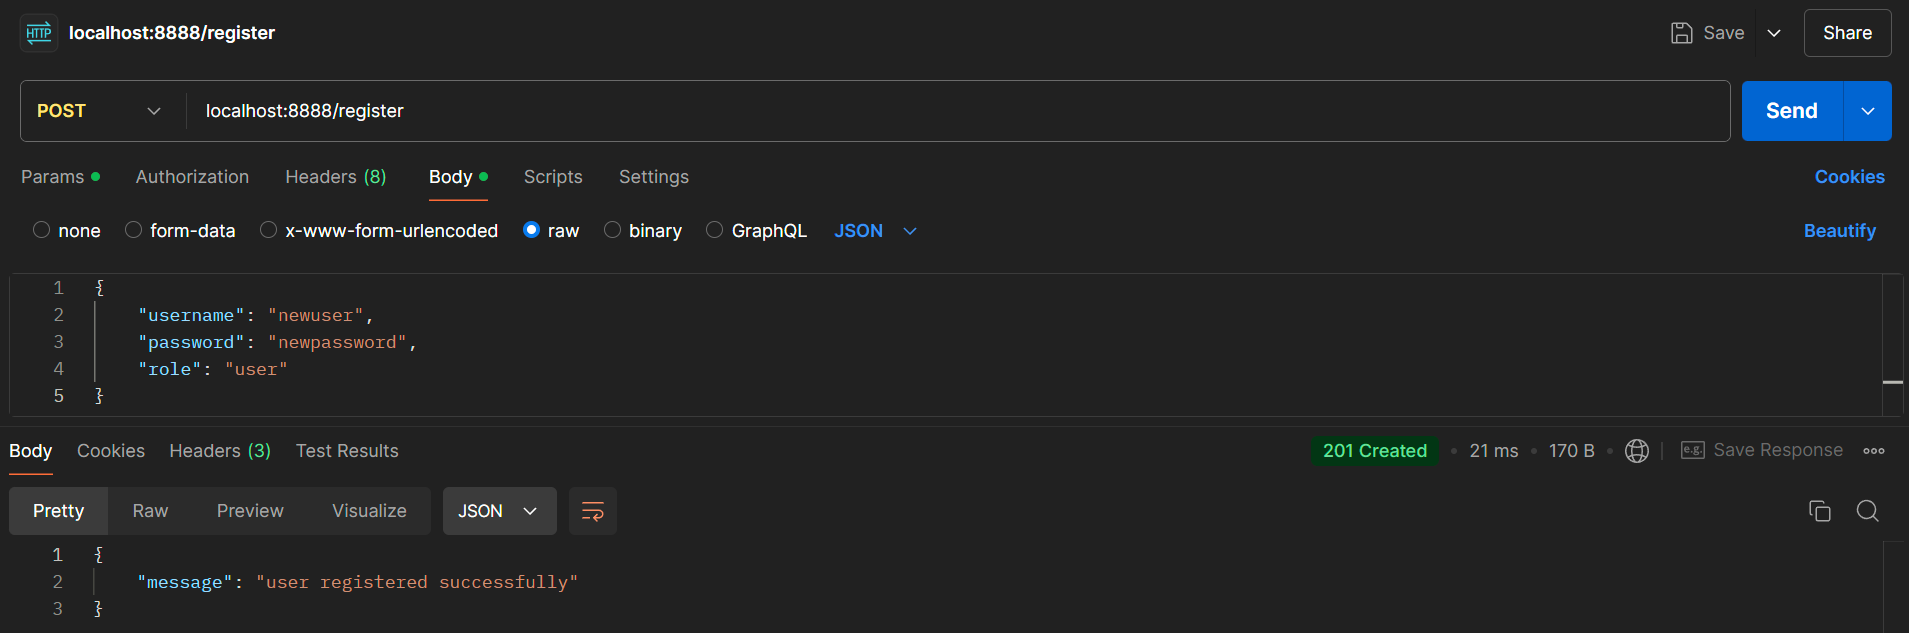 HTTP localhost:8888/register Save Share
POST localhost:8888/register Send
Params Authorization Headers (8) Body Scripts Settings Cookies
none form-data x-www-form-urlencoded raw binary GraphQL JSON Beautify
1 {
2 "username": "newuser",
3 "password": "newpassword",
4 "role": "user"
5 }
Body Cookies Headers (3) Test Results 201 Created • 21 ms • 170 B • e.g. Save Response
Pretty Raw Preview Visualize JSON
1 {
2 "message": "user registered successfully"
3 }